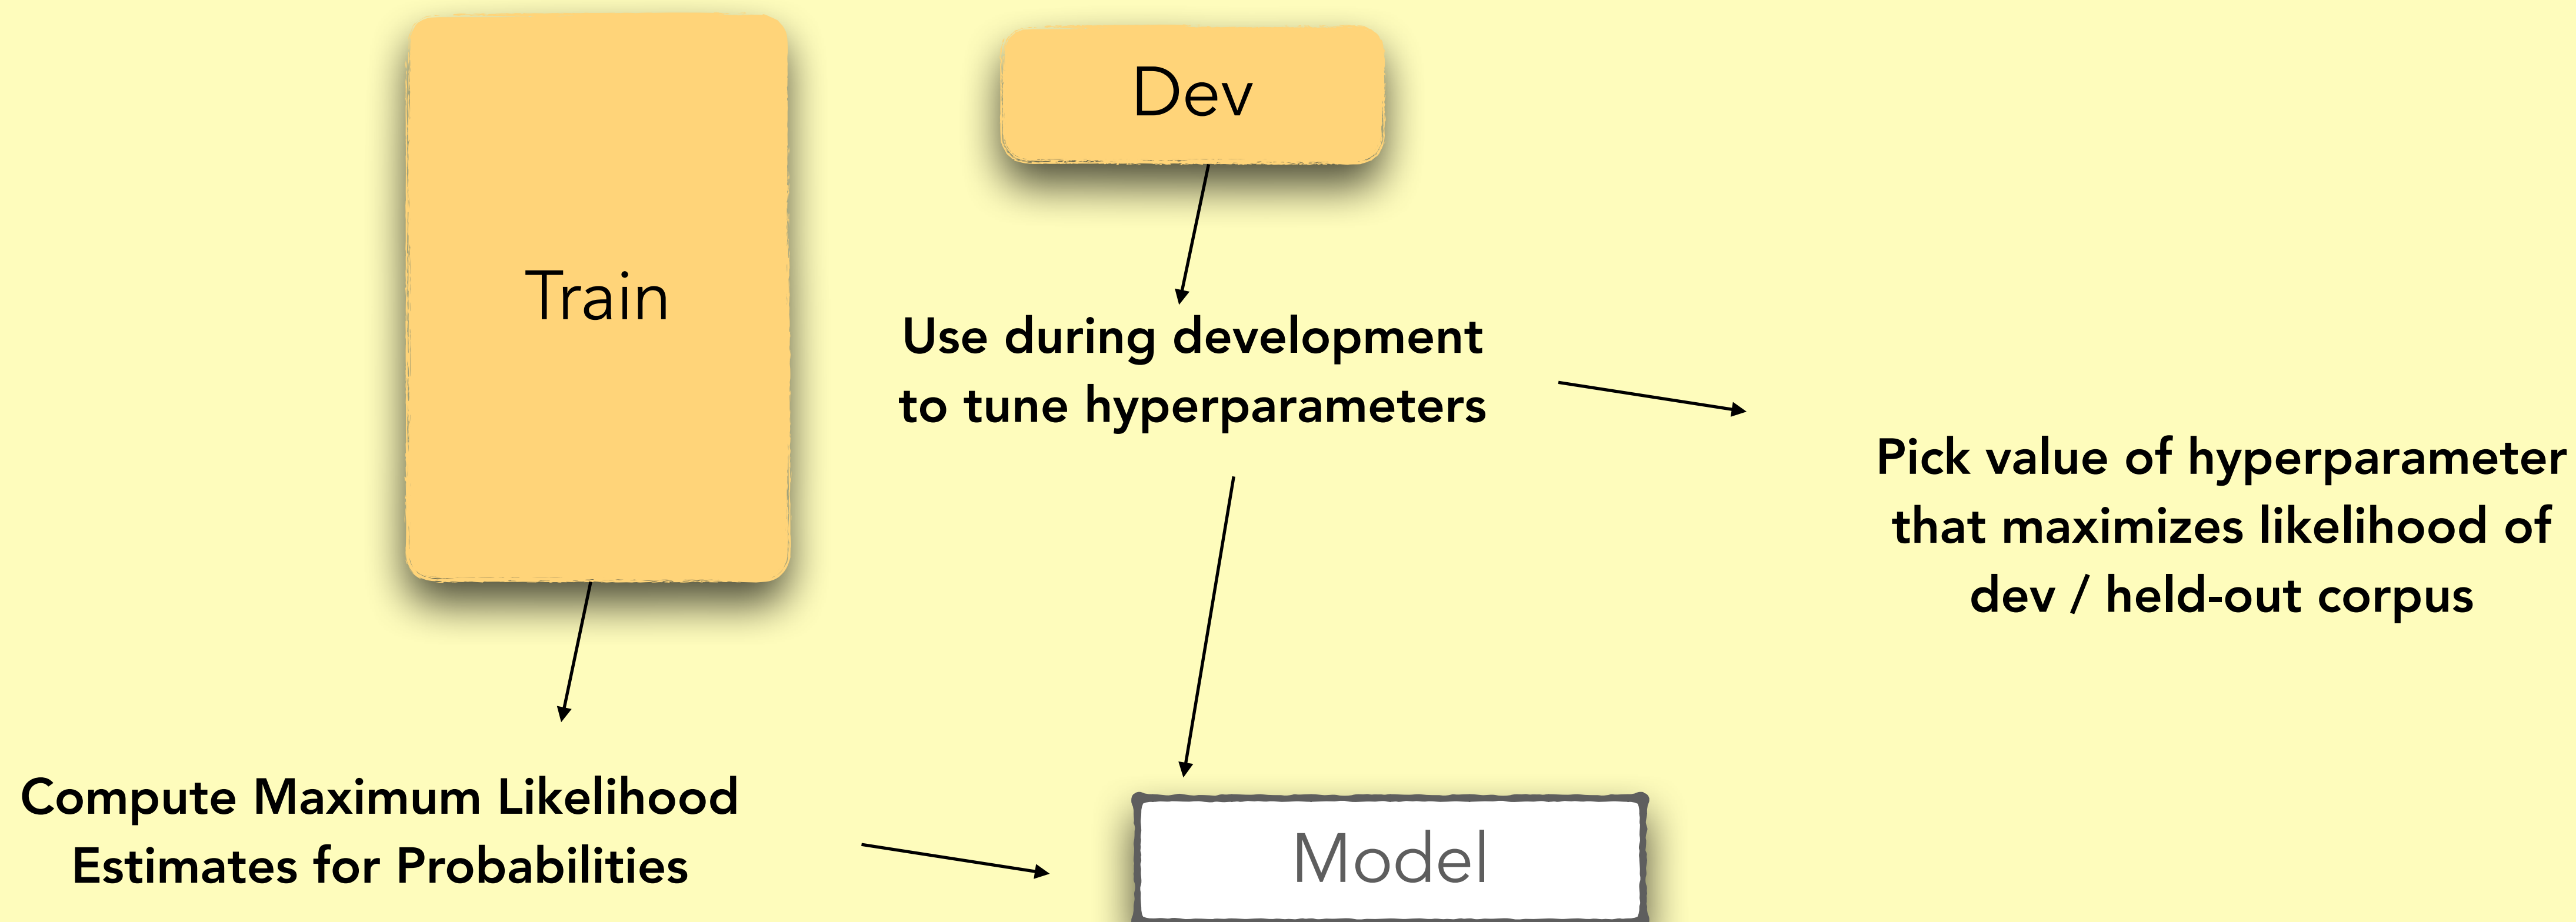 Train
Dev
Use during development
to tune hyperparameters
Pick value of hyperparameter
that maximizes likelihood of
dev / held-out corpus
Compute Maximum Likelihood
Estimates for Probabilities
Model